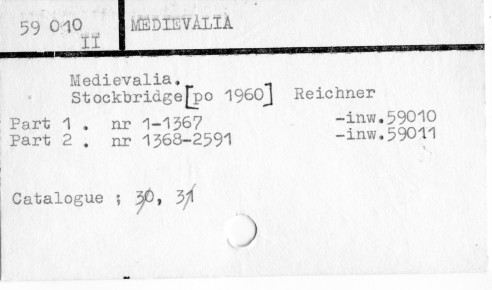 59 010 MEDIEVALIA
II
Medievalia.
Stockbridge[po 1960] Reichner
Part 1 . nr 1-1367 -inw.59010
Part 2 . nr 1368-2591 -inw.59011
Catalogue ; 30, 31